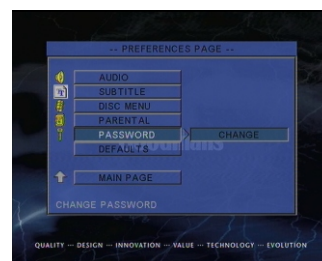 -- PREFERENCES PAGE --
AUDIO
SUBTITLE
DISC MENU
PARENTAL
PASSWORD CHANGE
DEFAULTS
MAIN PAGE
CHANGE PASSWORD
QUALITY ··· DESIGN ··· INNOVATION ··· VALUE ··· TECHNOLOGY ··· EVOLUTION